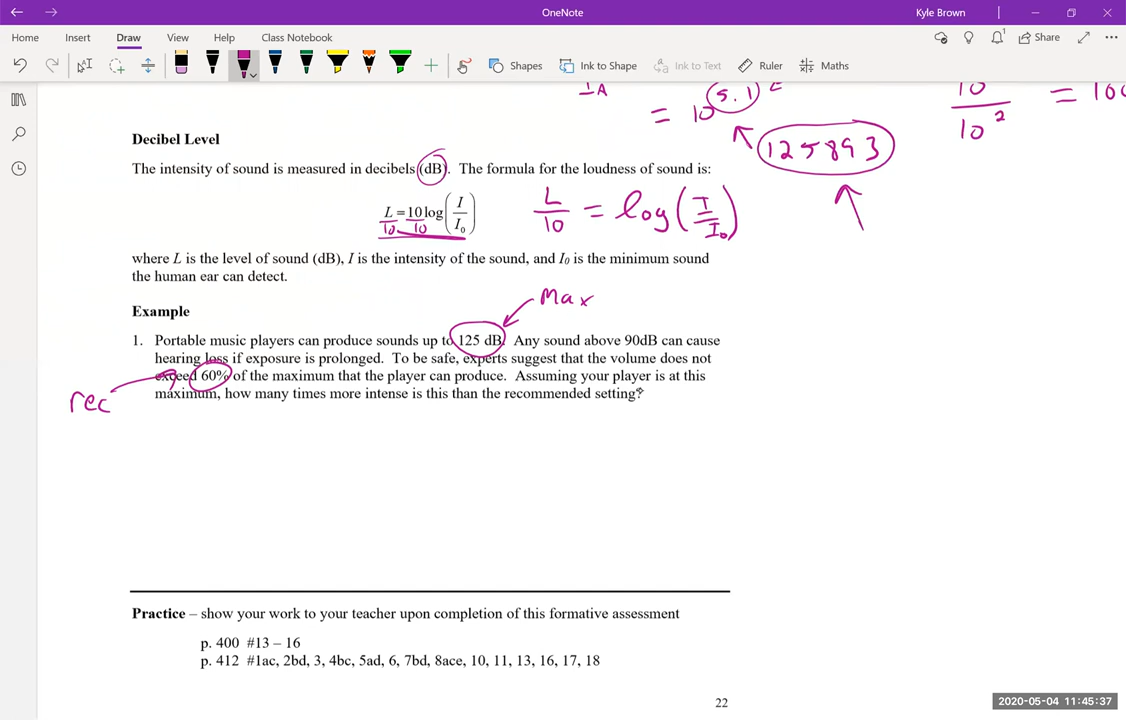 OneNote
Kyle Brown
Home Insert Draw View Help Class Notebook
Share
Shapes Ink to Shape Ink to Text Ruler Maths
I A
= 10 5.1
10
10 2 = 100
125893
Decibel Level
The intensity of sound is measured in decibels (dB). The formula for the loudness of sound is:
L = 10 log ( I / I0 )
10 10
L / 10 = log ( I / I0 )
where L is the level of sound (dB), I is the intensity of the sound, and I0 is the minimum sound
the human ear can detect.
Example
Max
1. Portable music players can produce sounds up to 125 dB. Any sound above 90dB can cause
hearing loss if exposure is prolonged. To be safe, experts suggest that the volume does not
exceed 60% of the maximum that the player can produce. Assuming your player is at this
rec
maximum, how many times more intense is this than the recommended setting?
Practice – show your work to your teacher upon completion of this formative assessment
p. 400 #13 – 16
p. 412 #1ac, 2bd, 3, 4bc, 5ad, 6, 7bd, 8ace, 10, 11, 13, 16, 17, 18
22
2020-05-04 11:45:37